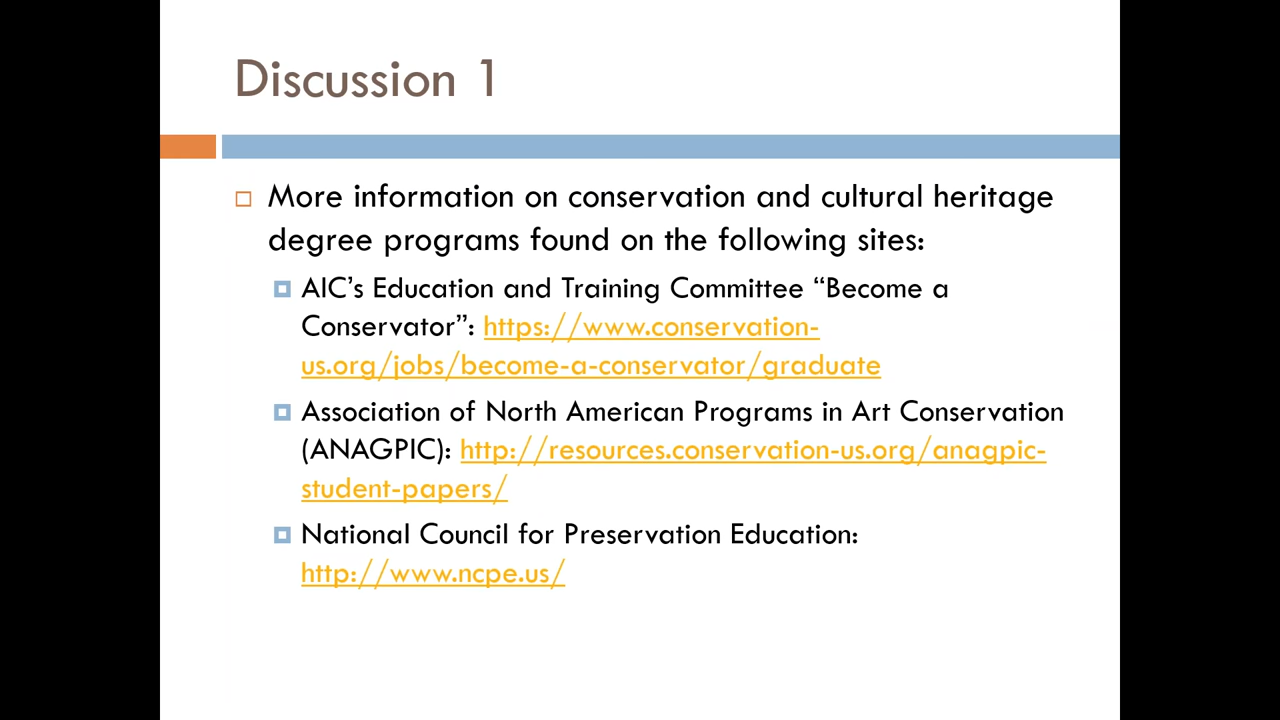 Discussion 1
More information on conservation and cultural heritage
degree programs found on the following sites:
AIC’s Education and Training Committee “Become a
Conservator”: https://www.conservation-
us.org/jobs/become-a-conservator/graduate
Association of North American Programs in Art Conservation
(ANAGPIC): http://resources.conservation-us.org/anagpic-
student-papers/
National Council for Preservation Education:
http://www.ncpe.us/